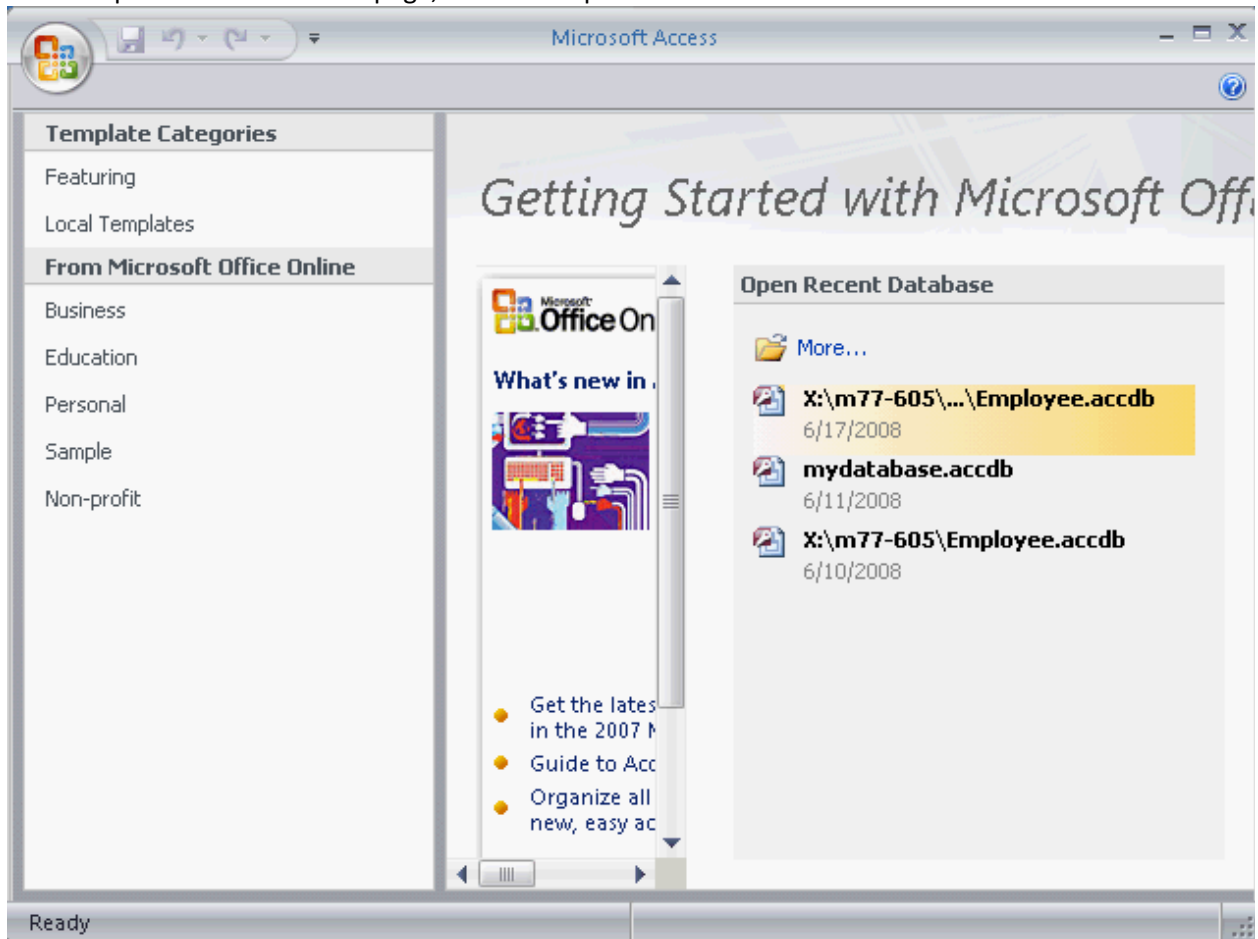 Microsoft Access
Template Categories
Featuring
Local Templates
From Microsoft Office Online
Business
Education
Personal
Sample
Non-profit
Getting Started with Microsoft Offi
Microsoft
Office On
What's new in
Get the lates
in the 2007
Guide to Acc
Organize all
new, easy ac
Open Recent Database
More...
X:\m77-605\...\Employee.accdb
6/17/2008
mydatabase.accdb
6/11/2008
X:\m77-605\Employee.accdb
6/10/2008
Ready